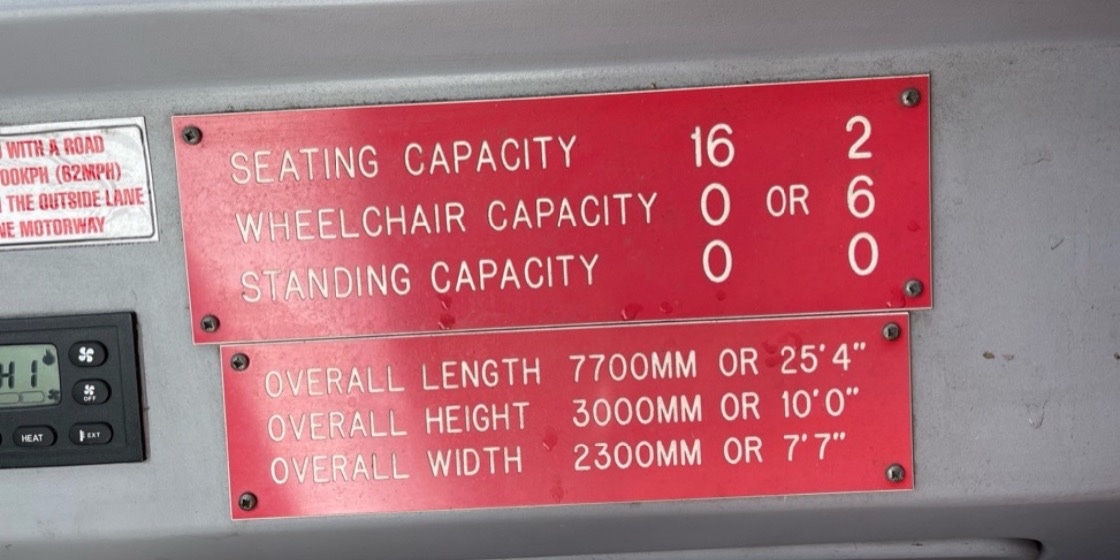 WITH A ROAD
00KPH (62MPH)
THE OUTSIDE LANE
NE MOTORWAY
SEATING CAPACITY 16 2
WHEELCHAIR CAPACITY 0 OR 6
STANDING CAPACITY 0 0
OVERALL LENGTH 7700MM OR 25'4"
OVERALL HEIGHT 3000MM OR 10'0"
OVERALL WIDTH 2300MM OR 7'7"
HI
OFF
HEAT
EXT